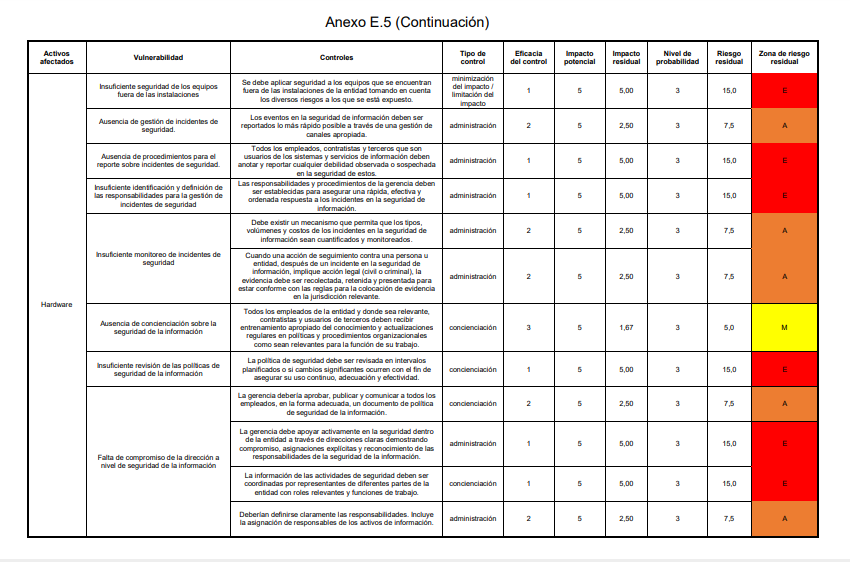 Anexo E.5 (Continuación)
Activos
afectados
Vulnerabilidad
Controles
Tipo de
control
Eficacia
del control
Impacto
potencial
Impacto
residual
Nivel de
probabilidad
Riesgo
residual
Zona de riesgo
residual
Hardware
Insuficiente seguridad de los equipos
fuera de las instalaciones
Se debe aplicar seguridad a los equipos que se encuentran
fuera de las instalaciones de la entidad tomando en cuenta
los diversos riesgos a los que se está expuesto.
minimización
del impacto /
limitación del
impacto
1
5
5,00
3
15,0
E
Ausencia de gestión de incidentes de
seguridad.
Los eventos en la seguridad de información deben ser
reportados lo más rápido posible a través de una gestión de
canales apropiada.
administración
2
5
2,50
3
7,5
A
Ausencia de procedimientos para el
reporte sobre incidentes de seguridad.
Todos los empleados, contratistas y terceros que son
usuarios de los sistemas y servicios de información deben
anotar y reportar cualquier debilidad observada o sospechada
en la seguridad de estos.
administración
1
5
5,00
3
15,0
E
Insuficiente identificación y definición de
las responsabilidades para la gestión de
incidentes de seguridad
Las responsabilidades y procedimientos de la gerencia deben
ser establecidas para asegurar una rápida, efectiva y
ordenada respuesta a los incidentes en la seguridad de
información.
administración
1
5
5,00
3
15,0
E
Insuficiente monitoreo de incidentes de
seguridad
Debe existir un mecanismo que permita que los tipos,
volúmenes y costos de los incidentes en la seguridad de
información sean cuantificados y monitoreados.
administración
2
5
2,50
3
7,5
A
Cuando una acción de seguimiento contra una persona u
entidad, después de un incidente en la seguridad de
información, implique acción legal (civil o criminal), la
evidencia debe ser recolectada, retenida y presentada para
estar conforme con las reglas para la colocación de evidencia
en la jurisdicción relevante.
administración
2
5
2,50
3
7,5
A
Ausencia de concienciación sobre la
seguridad de la información
Todos los empleados de la entidad y donde sea relevante,
contratistas y usuarios de terceros deben recibir
entrenamiento apropiado del conocimiento y actualizaciones
regulares en políticas y procedimientos organizacionales
como sean relevantes para la función de su trabajo.
concienciación
3
5
1,67
3
5,0
M
Insuficiente revisión de las políticas de
seguridad de la información
La política de seguridad debe ser revisada en intervalos
planificados o si cambios significantes ocurren con el fin de
asegurar su uso continuo, adecuación y efectividad.
concienciación
1
5
5,00
3
15,0
E
Falta de compromiso de la dirección a
nivel de seguridad de la información
La gerencia debería aprobar, publicar y comunicar a todos los
empleados, en la forma adecuada, un documento de política
de seguridad de la información.
concienciación
2
5
2,50
3
7,5
A
La gerencia debe apoyar activamente en la seguridad dentro
de la entidad a través de direcciones claras demostrando
compromiso, asignaciones explícitas y reconocimiento de las
responsabilidades de la seguridad de la información.
administración
1
5
5,00
3
15,0
E
La información de las actividades de seguridad deben ser
coordinadas por representantes de diferentes partes de la
entidad con roles relevantes y funciones de trabajo.
concienciación
1
5
5,00
3
15,0
E
Deberían definirse claramente las responsabilidades. Incluye
la asignación de responsables de los activos de información.
administración
2
5
2,50
3
7,5
A